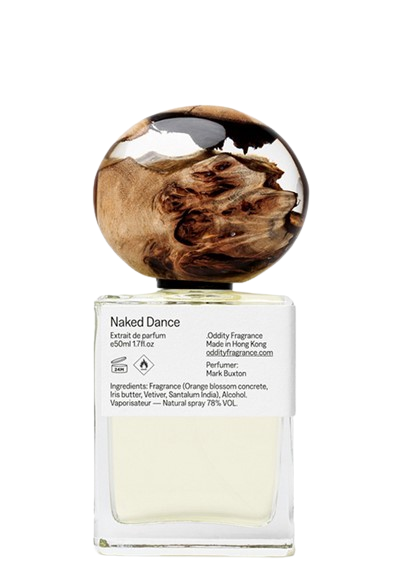 Naked Dance
Extrait de parfum
e50ml 1.7fl.oz
.Oddity Fragrance
Made in Hong Kong
oddityfragrance.com
24M
Perfumer:
Mark Buxton
Ingredients: Fragrance (Orange blossom concrete,
Iris butter, Vetiver, Santalum India), Alcohol.
Vaporisateur — Natural spray 78% VOL.